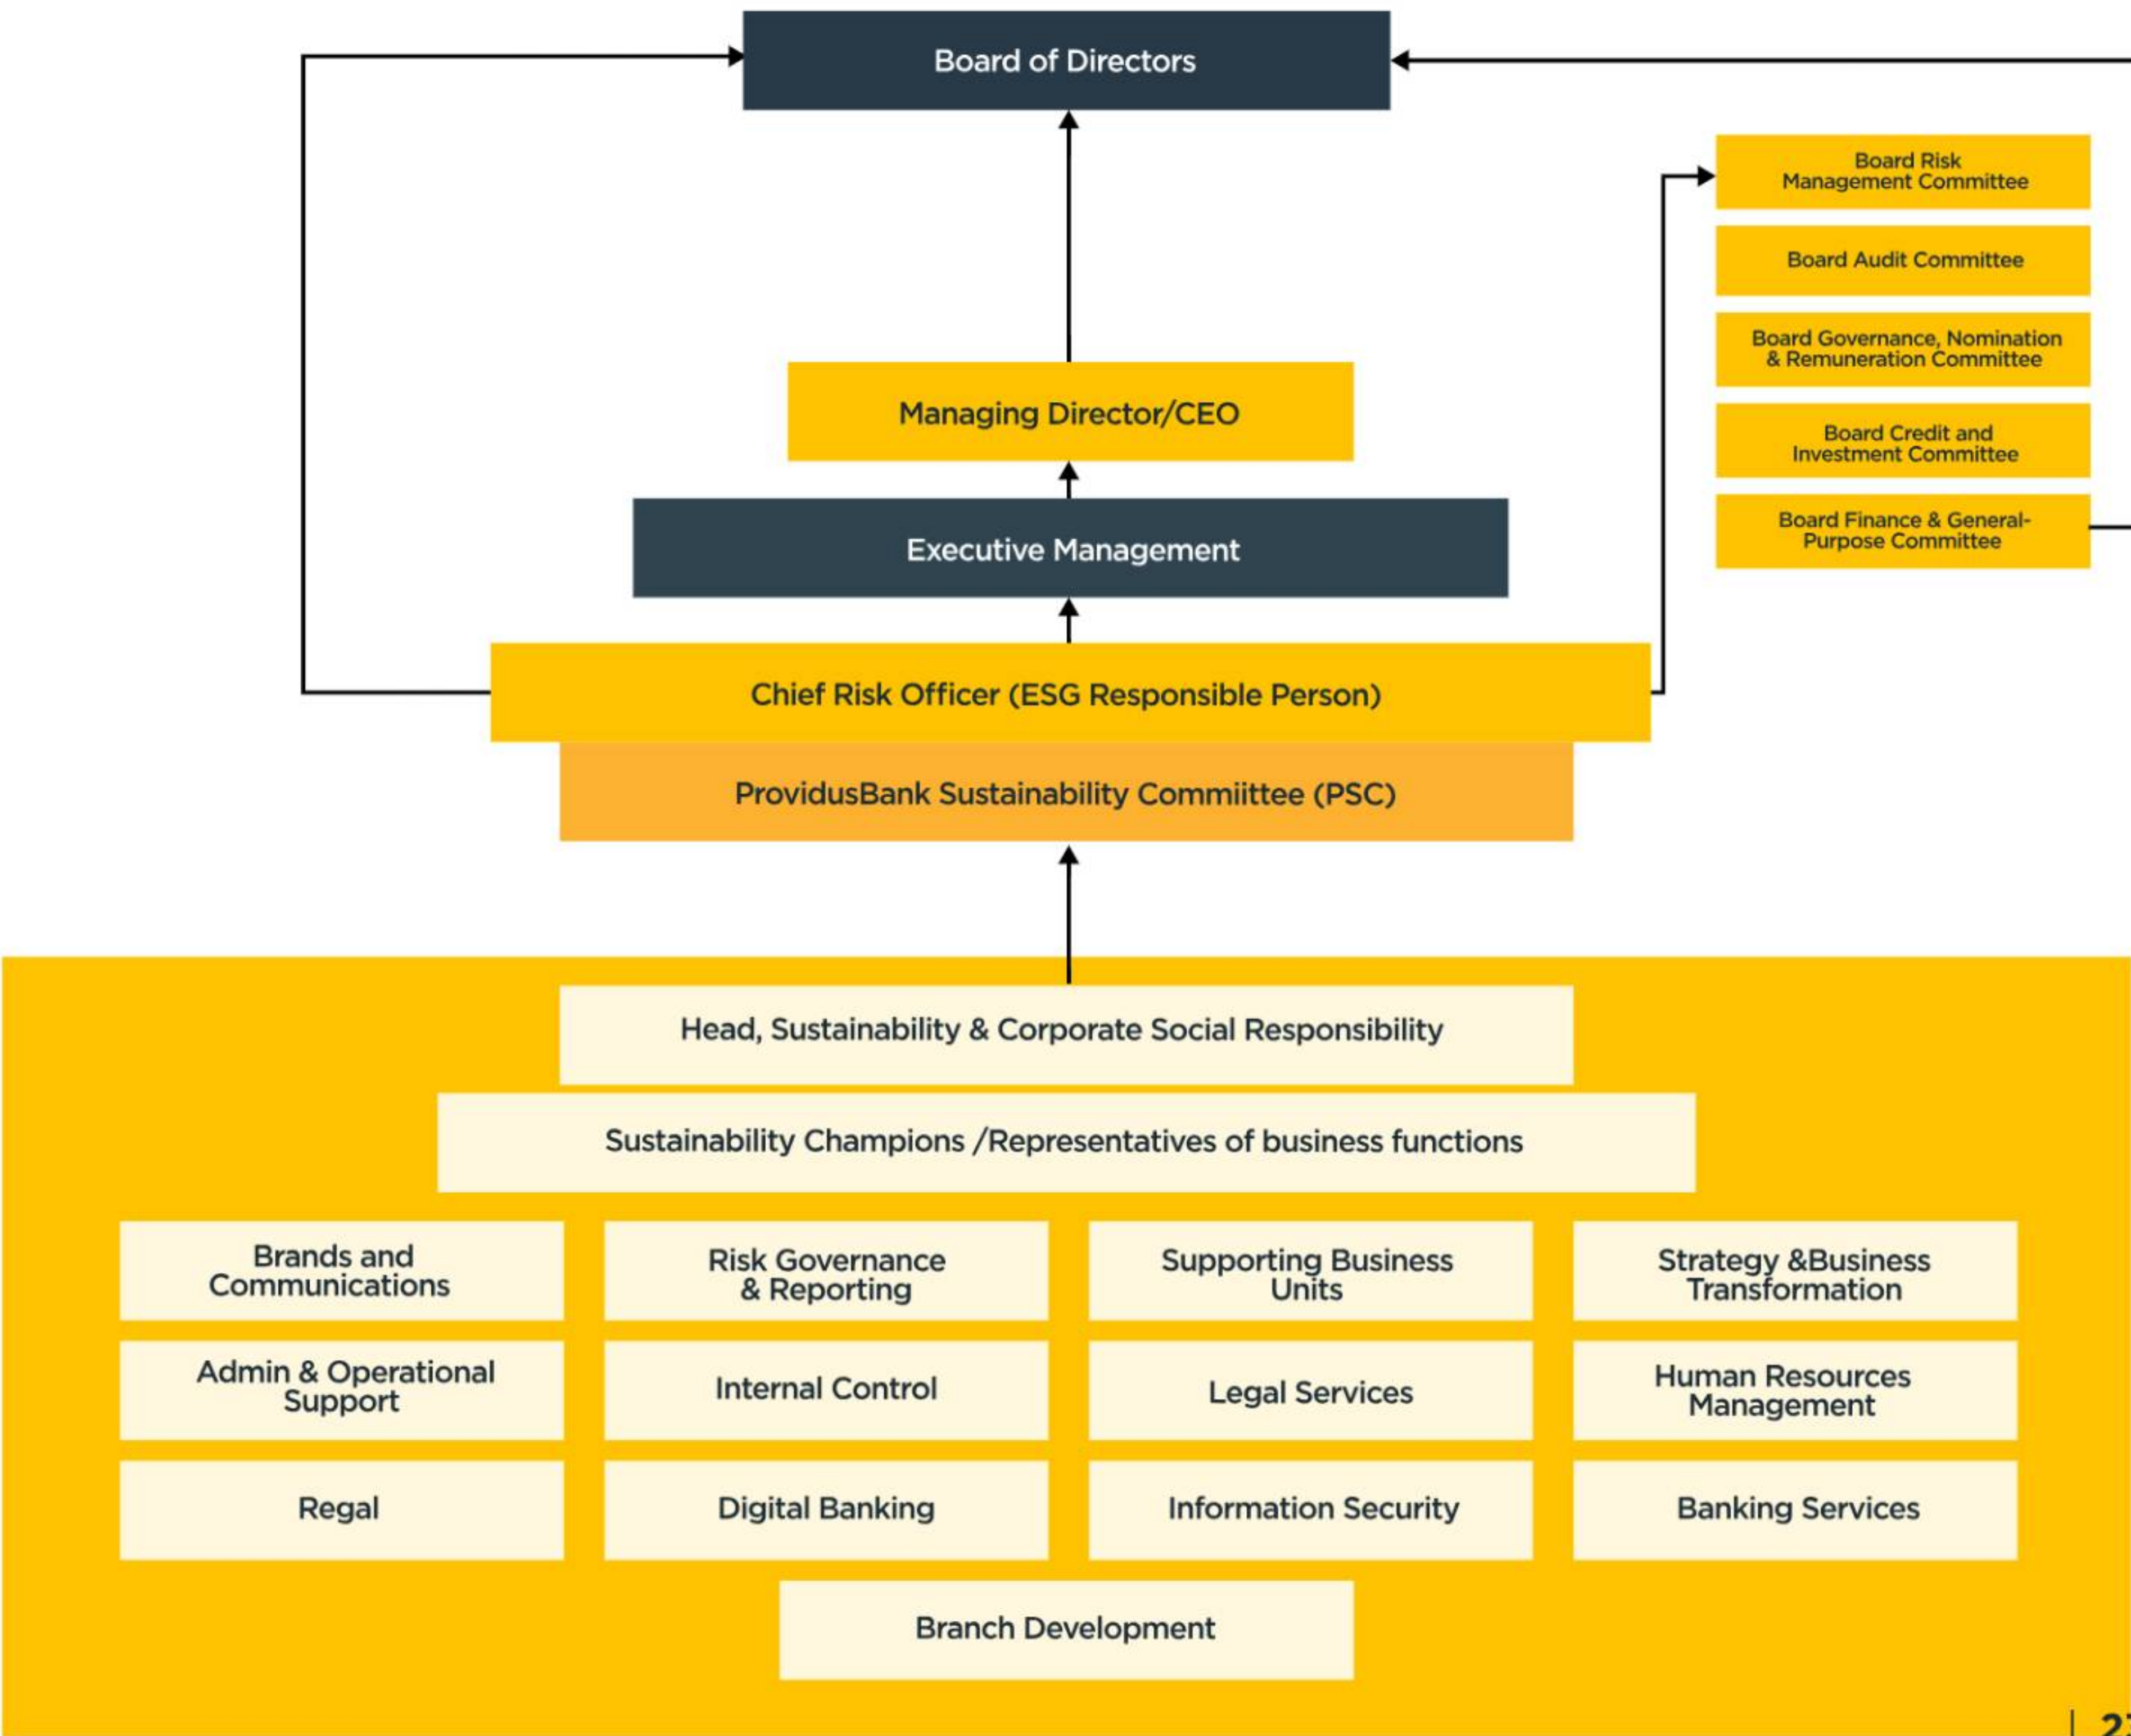 Board of Directors
Board Risk
Management Committee
Board Audit Committee
Board Governance, Nomination
& Remuneration Committee
Board Credit and
Investment Committee
Board Finance & General-
Purpose Committee
Managing Director/CEO
Executive Management
Chief Risk Officer (ESG Responsible Person)
ProvidusBank Sustainability Commiittee (PSC)
Head, Sustainability & Corporate Social Responsibility
Sustainability Champions /Representatives of business functions
Brands and
Communications
Risk Governance
& Reporting
Supporting Business
Units
Strategy &Business
Transformation
Admin & Operational
Support
Internal Control
Legal Services
Human Resources
Management
Regal
Digital Banking
Information Security
Banking Services
Branch Development